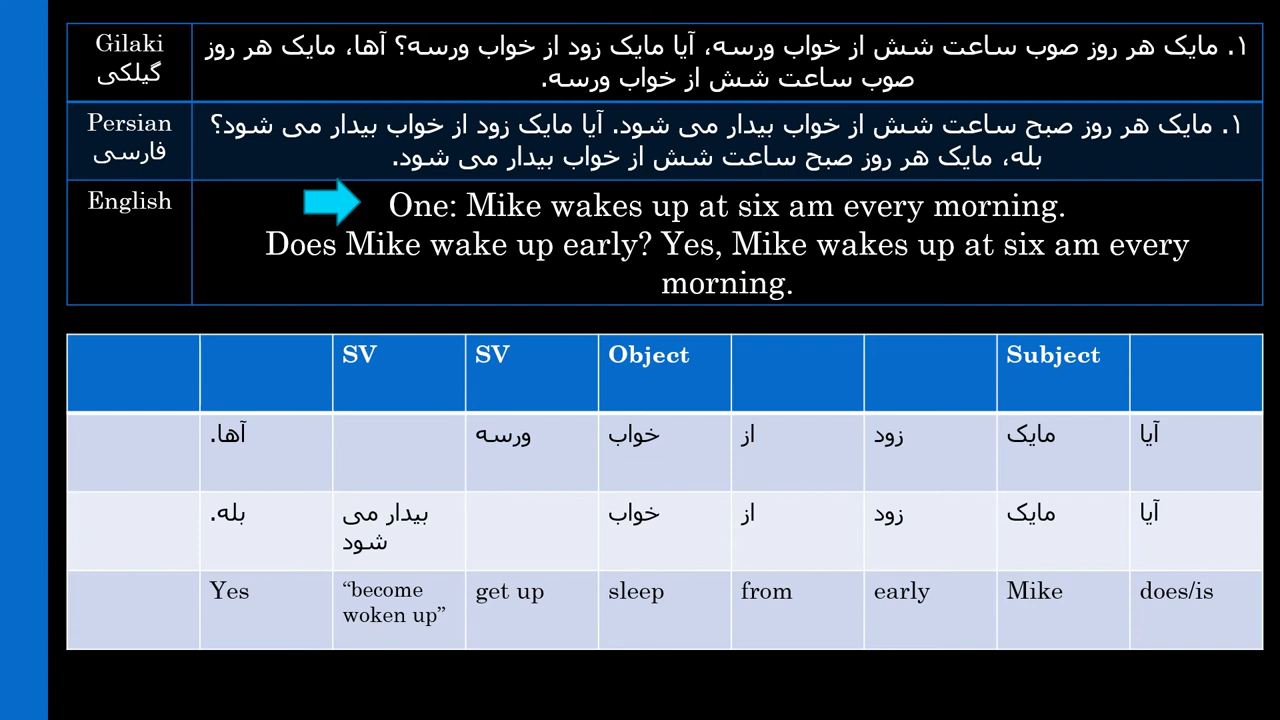 Gilaki
گیلکی
۱. مایک هر روز صوب ساعت شش از خواب ورسه، آیا مایک زود از خواب ورسه؟ آها، مایک هر روز
صوب ساعت شش از خواب ورسه.
Persian
فارسی
۱. مایک هر روز صبح ساعت شش از خواب بیدار می شود. آیا مایک زود از خواب بیدار می شود؟
بله، مایک هر روز صبح ساعت شش از خواب بیدار می شود.
English
One: Mike wakes up at six am every morning.
Does Mike wake up early? Yes, Mike wakes up at six am every
morning.
SV SV Object Subject
آیا مایک زود از خواب ورسه آها.
آیا مایک زود از خواب بیدار می بله.
شود
Yes “become get up sleep from early Mike does/is
woken up”